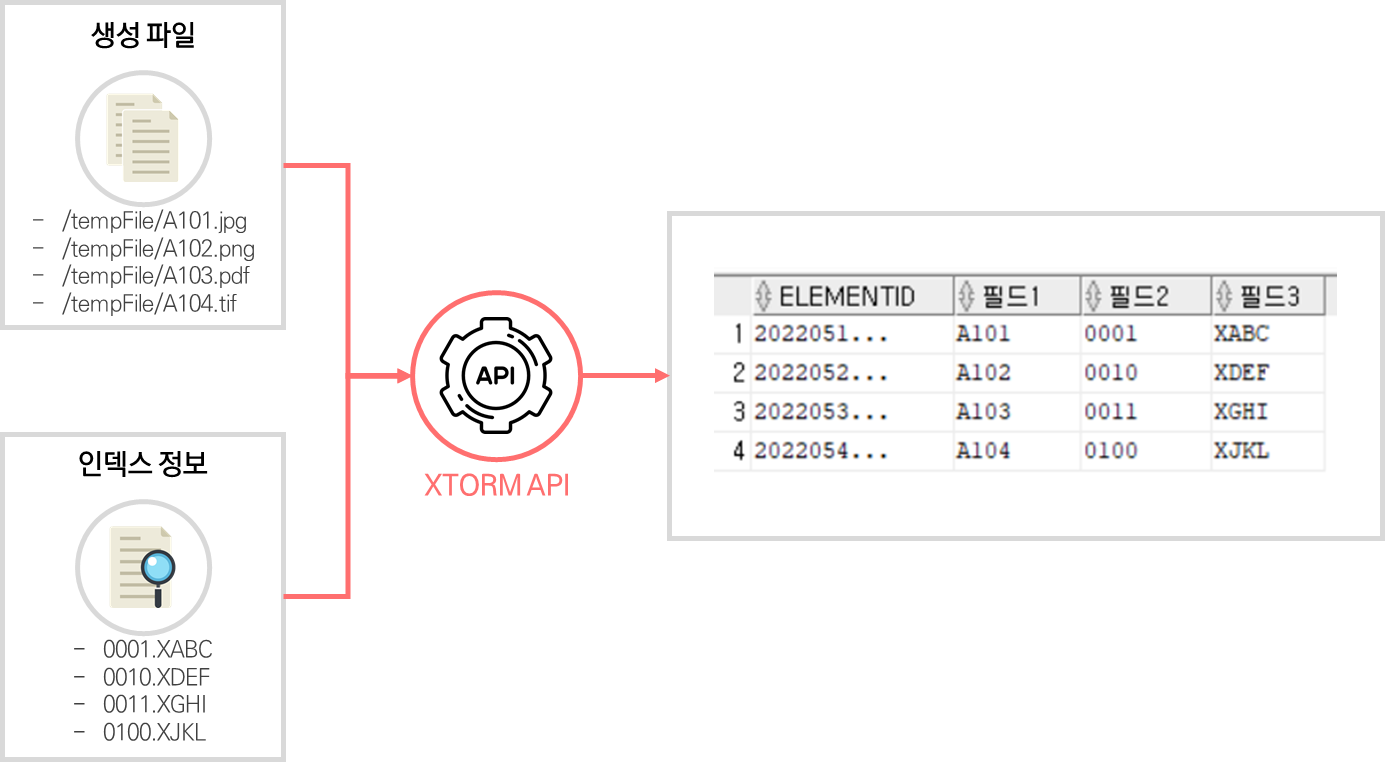 생성 파일
- /tempFile/A101.jpg
- /tempFile/A102.png
- /tempFile/A103.pdf
- /tempFile/A104.tif
인덱스 정보
- 0001.XABC
- 0010.XDEF
- 0011.XGHI
- 0100.XJKL
API
XTORM API
ELEMENTID 필드1 필드2 필드3
1 2022051... A101 0001 XABC
2 2022052... A102 0010 XDEF
3 2022053... A103 0011 XGHI
4 2022054... A104 0100 XJKL